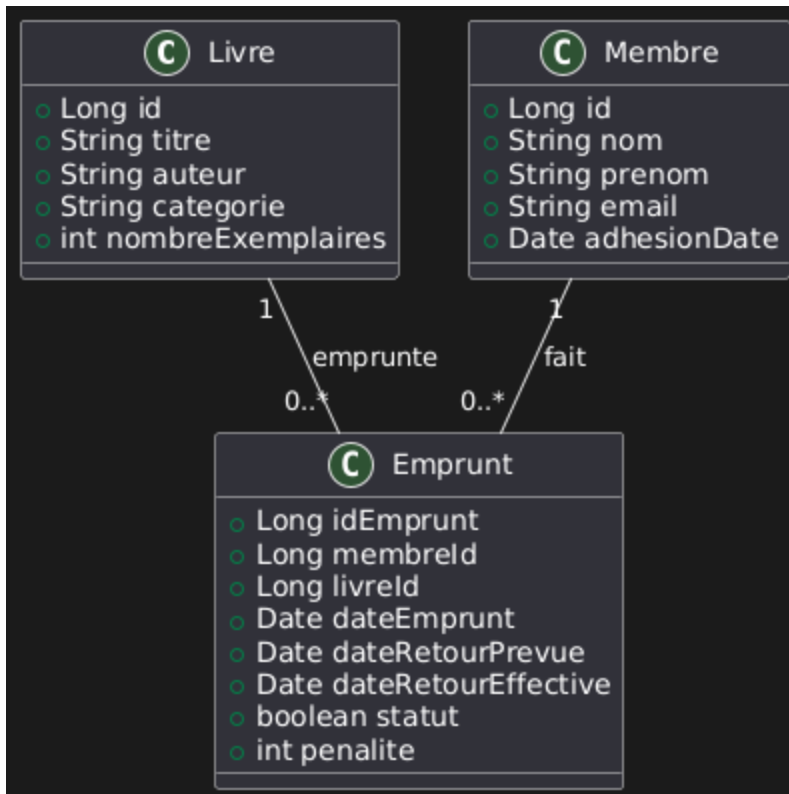 C Livre
Long id
String titre
String auteur
String categorie
int nombreExemplaires
C Membre
Long id
String nom
String prenom
String email
Date adhesionDate
1
emprunte
0..*
1
fait
0..*
C Emprunt
Long idEmprunt
Long membreId
Long livreId
Date dateEmprunt
Date dateRetourPrevue
Date dateRetourEffective
boolean statut
int penalite